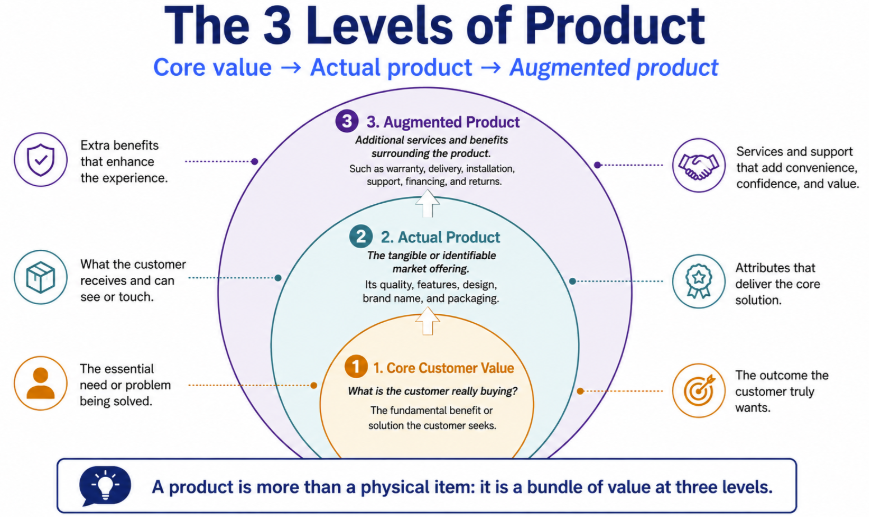 The 3 Levels of Product
Core value → Actual product → Augmented product
3 3. Augmented Product
Additional services and benefits
surrounding the product.
Such as warranty, delivery, installation,
support, financing, and returns.
Extra benefits
that enhance
the experience.
Services and support
that add convenience,
confidence, and value.
2 2. Actual Product
The tangible or identifiable
market offering.
Its quality, features, design,
brand name, and packaging.
What the customer
receives and can
see or touch.
Attributes that
deliver the core
solution.
1 1. Core Customer Value
What is the customer really buying?
The fundamental benefit or
solution the customer seeks.
The essential
need or problem
being solved.
The outcome the
customer truly
wants.
A product is more than a physical item: it is a bundle of value at three levels.